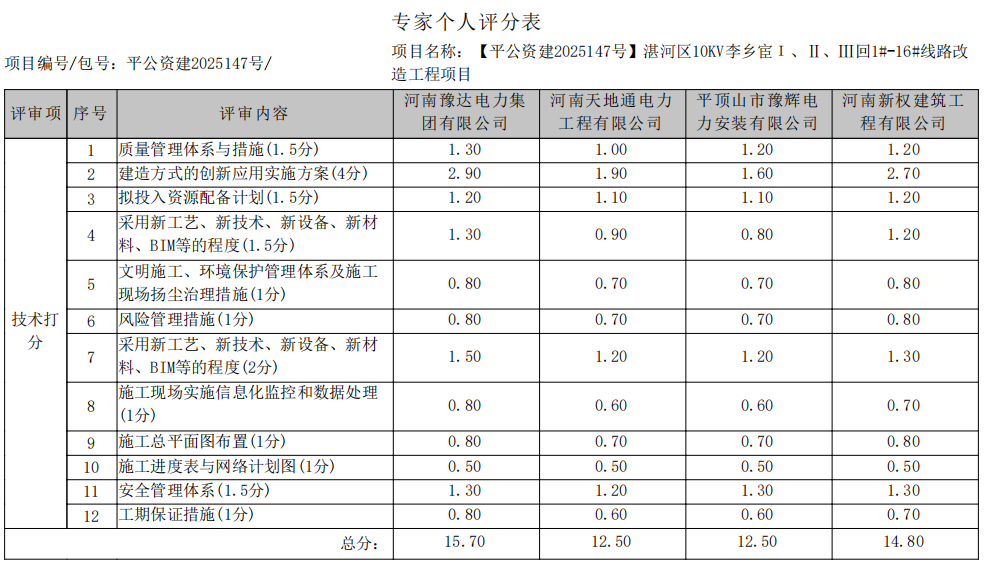 专家个人评分表
项目编号/包号：平公资建2025147号/
项目名称：【平公资建2025147号】湛河区10KV李乡宦Ⅰ、Ⅱ、Ⅲ回1#-16#线路改
造工程项目
评审项 序号 评审内容 河南豫达电力集团有限公司 河南天地通电力工程有限公司 平顶山市豫辉电力安装有限公司 河南新权建筑工程有限公司
技术打分
1 质量管理体系与措施(1.5分) 1.30 1.00 1.20 1.20
2 建造方式的创新应用实施方案(4分) 2.90 1.90 1.60 2.70
3 拟投入资源配备计划(1.5分) 1.20 1.10 1.10 1.20
4 采用新工艺、新技术、新设备、新材料、BIM等的程度(1.5分) 1.30 0.90 0.80 1.20
5 文明施工、环境保护管理体系及施工现场扬尘治理措施(1分) 0.80 0.70 0.70 0.80
6 风险管理措施(1分) 0.80 0.70 0.70 0.80
7 采用新工艺、新技术、新设备、新材料、BIM等的程度(2分) 1.50 1.20 1.20 1.30
8 施工现场实施信息化监控和数据处理(1分) 0.80 0.60 0.60 0.70
9 施工总平面图布置(1分) 0.80 0.70 0.70 0.80
10 施工进度表与网络计划图(1分) 0.50 0.50 0.50 0.50
11 安全管理体系(1.5分) 1.30 1.20 1.30 1.30
12 工期保证措施(1分) 0.80 0.60 0.60 0.70
总分： 15.70 12.50 12.50 14.80